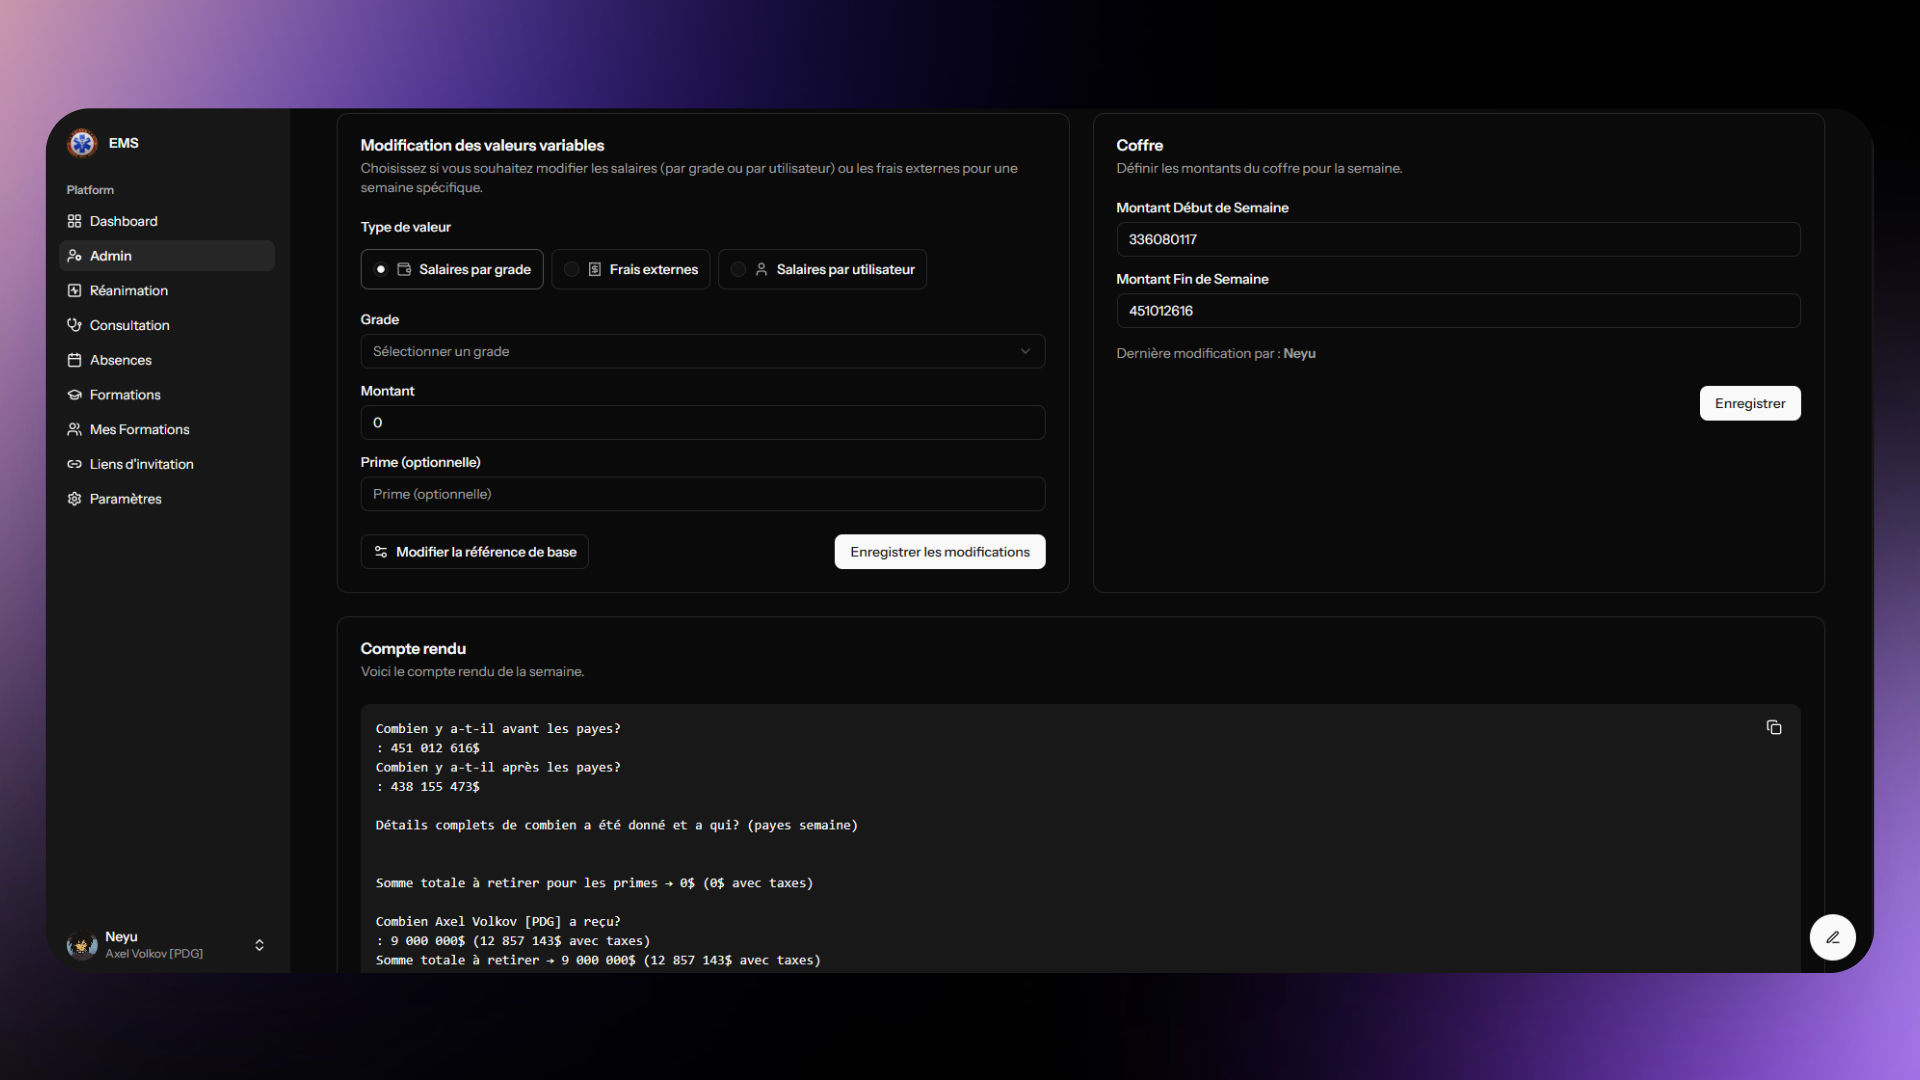 EMS
Platform
Dashboard
Admin
Réanimation
Consultation
Absences
Formations
Mes Formations
Liens d'invitation
Paramètres
Neyu
Axel Volkov [PDG]
Modification des valeurs variables
Choisissez si vous souhaitez modifier les salaires (par grade ou par utilisateur) ou les frais externes pour une
semaine spécifique.
Type de valeur
Salaires par grade
Frais externes
Salaires par utilisateur
Grade
Sélectionner un grade
Montant
0
Prime (optionnelle)
Prime (optionnelle)
Modifier la référence de base
Enregistrer les modifications
Coffre
Définir les montants du coffre pour la semaine.
Montant Début de Semaine
336080117
Montant Fin de Semaine
451012616
Dernière modification par : Neyu
Enregistrer
Compte rendu
Voici le compte rendu de la semaine.
Combien y a-t-il avant les payes?
: 451 012 616$
Combien y a-t-il après les payes?
: 438 155 473$
Détails complets de combien a été donné et a qui? (payes semaine)
Somme totale à retirer pour les primes → 0$ (0$ avec taxes)
Combien Axel Volkov [PDG] a reçu?
: 9 000 000$ (12 857 143$ avec taxes)
Somme totale à retirer → 9 000 000$ (12 857 143$ avec taxes)